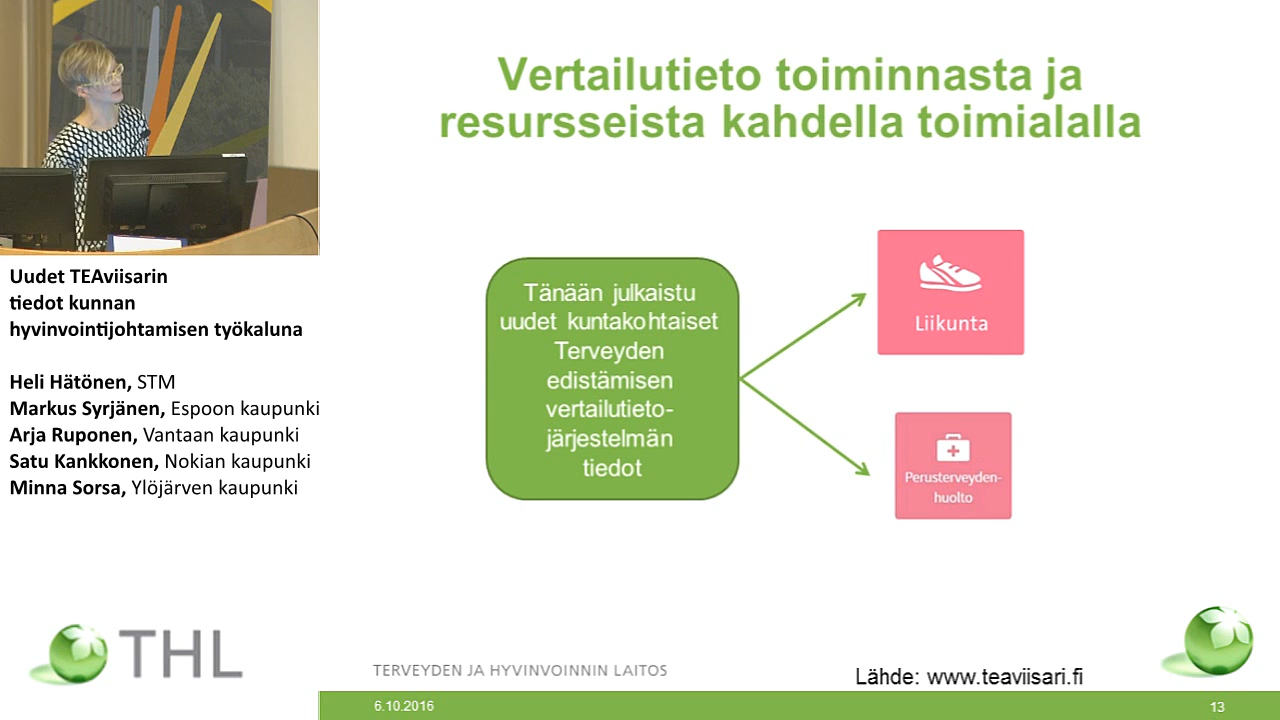 Vertailutieto toiminnasta ja
resursseista kahdella toimialalla
Uudet TEAviisarin
tiedot kunnan
hyvinvointijohtamisen työkaluna
Heli Hätönen, STM
Markus Syrjänen, Espoon kaupunki
Arja Ruponen, Vantaan kaupunki
Satu Kankkonen, Nokian kaupunki
Minna Sorsa, Ylöjärven kaupunki
Tänään julkaistu
uudet kuntakohtaiset
Terveyden
edistämisen
vertailutieto-
järjestelmän
tiedot
Liikunta
Perusterveyden-
huolto
THL
TERVEYDEN JA HYVINVOINNIN LAITOS
Lähde: www.teaviisari.fi
6.10.2016
13